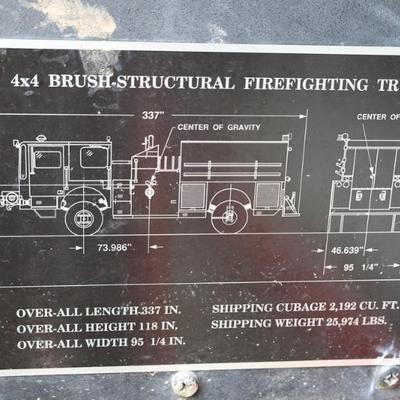 4x4 BRUSH-STRUCTURAL FIREFIGHTING TR
337"
CENTER OF GRAVITY
CENTER OF
73.986"
46.639"
95 1/4"
OVER-ALL LENGTH 337 IN.
OVER-ALL HEIGHT 118 IN.
OVER-ALL WIDTH 95 1/4 IN.
SHIPPING CUBAGE 2,192 CU. FT.
SHIPPING WEIGHT 25,974 LBS.